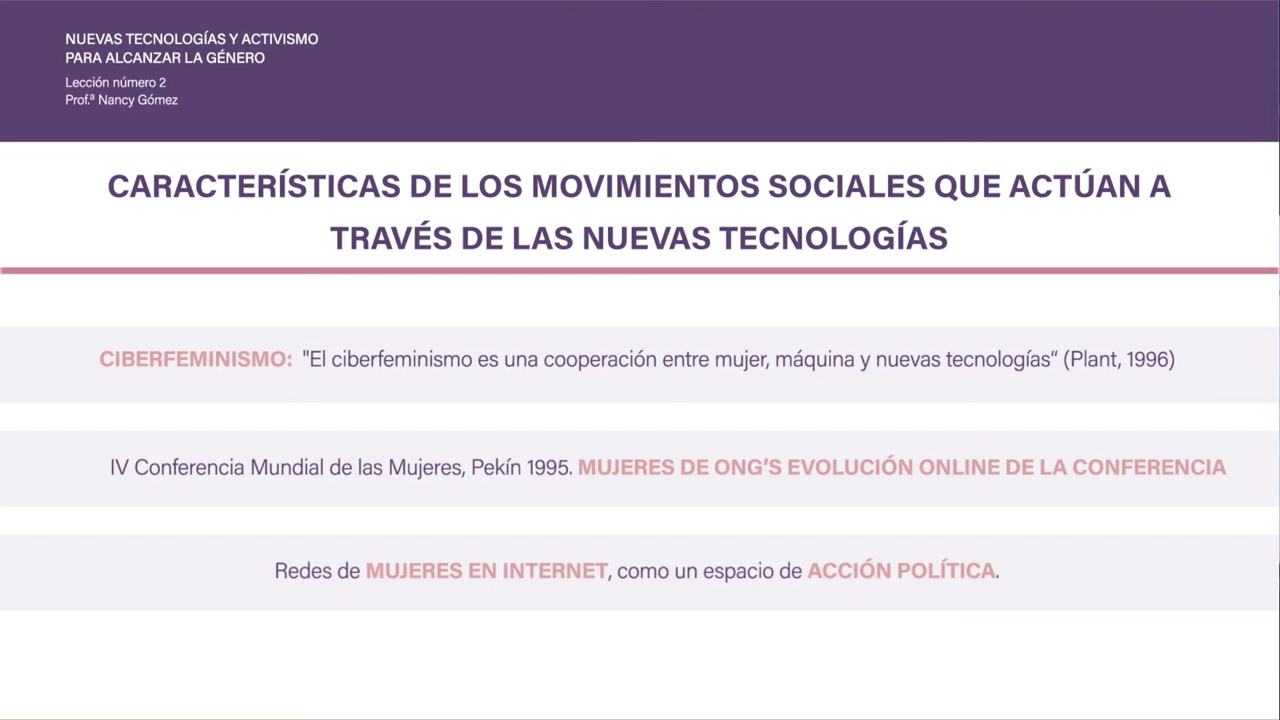 NUEVAS TECNOLOGÍAS Y ACTIVISMO
PARA ALCANZAR LA GÉNERO
Lección número 2
Prof.ª Nancy Gómez
CARACTERÍSTICAS DE LOS MOVIMIENTOS SOCIALES QUE ACTÚAN A
TRAVÉS DE LAS NUEVAS TECNOLOGÍAS
CIBERFEMINISMO: "El ciberfeminismo es una cooperación entre mujer, máquina y nuevas tecnologías“ (Plant, 1996)
IV Conferencia Mundial de las Mujeres, Pekín 1995. MUJERES DE ONG’S EVOLUCIÓN ONLINE DE LA CONFERENCIA
Redes de MUJERES EN INTERNET, como un espacio de ACCIÓN POLÍTICA.